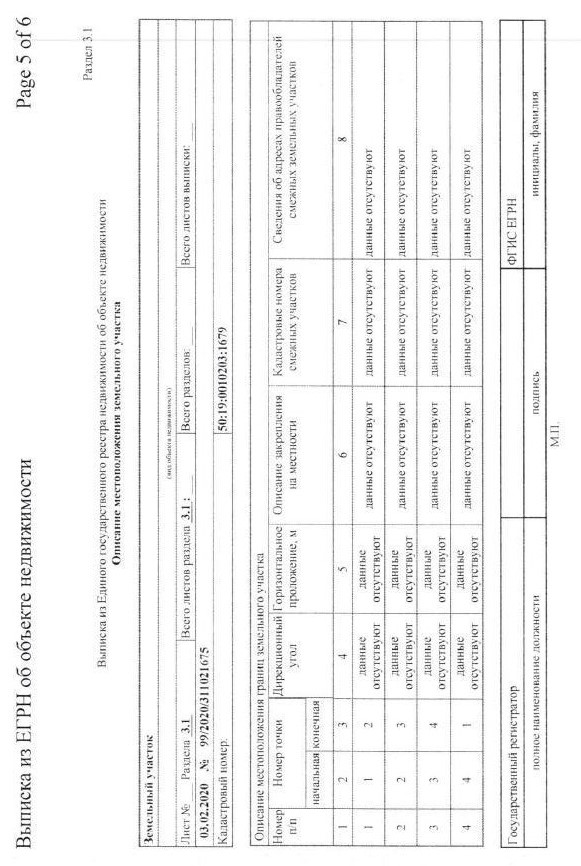 Выписка из ЕГРН об объекте недвижимости Page 5 of 6
Раздел 3.1
Выписка из Единого государственного реестра недвижимости об объекте недвижимости
Описание местоположения земельного участка
Земельный участок
(вид объекта недвижимости)
Лист № Раздела 3.1 Всего листов раздела 3.1 : Всего разделов: Всего листов выписки:
03.02.2020 № 99/2020/311021675
Кадастровый номер: 50:19:0010203:1679
Описание местоположения границ земельного участка
Номер п/п Номер точки Дирекционный угол Горизонтальное проложение, м Описание закрепления на местности Кадастровые номера смежных участков Сведения об адресах правообладателей смежных земельных участков
начальная конечная
1 2 3 4 5 6 7 8
1 1 2 данные отсутствуют данные отсутствуют данные отсутствуют данные отсутствуют данные отсутствуют
2 2 3 данные отсутствуют данные отсутствуют данные отсутствуют данные отсутствуют данные отсутствуют
3 3 4 данные отсутствуют данные отсутствуют данные отсутствуют данные отсутствуют данные отсутствуют
4 4 1 данные отсутствуют данные отсутствуют данные отсутствуют данные отсутствуют данные отсутствуют
Государственный регистратор ФГИС ЕГРН
полное наименование должности подпись инициалы, фамилия
М.П.